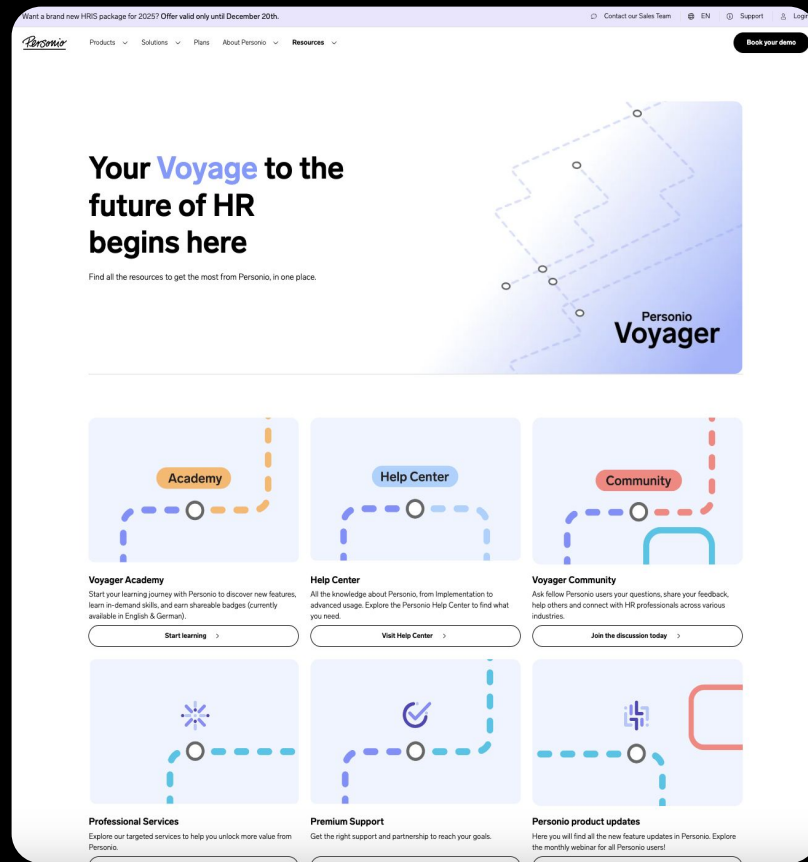 Want a brand new HRIS package for 2025? Offer valid only until December 20th.
Contact our Sales Team
EN
Support
Login
Personio
Products
Solutions
Plans
About Personio
Resources
Book your demo
Your Voyage to the
future of HR
begins here
Find all the resources to get the most from Personio, in one place.
Personio
Voyager
Academy
Voyager Academy
Start your learning journey with Personio to discover new features,
learn in-demand skills, and earn shareable badges (currently
available in English & German).
Start learning
Help Center
Help Center
All the knowledge about Personio, from Implementation to
advanced usage. Explore the Personio Help Center to find what
you need.
Visit Help Center
Community
Voyager Community
Ask fellow Personio users your questions, share your feedback,
help others and connect with HR professionals across various
industries.
Join the discussion today
Professional Services
Explore our targeted services to help you unlock more value from
Personio.
Premium Support
Get the right support and partnership to reach your goals.
Personio product updates
Here you will find all the new feature updates in Personio. Explore
the monthly webinar for all Personio users!